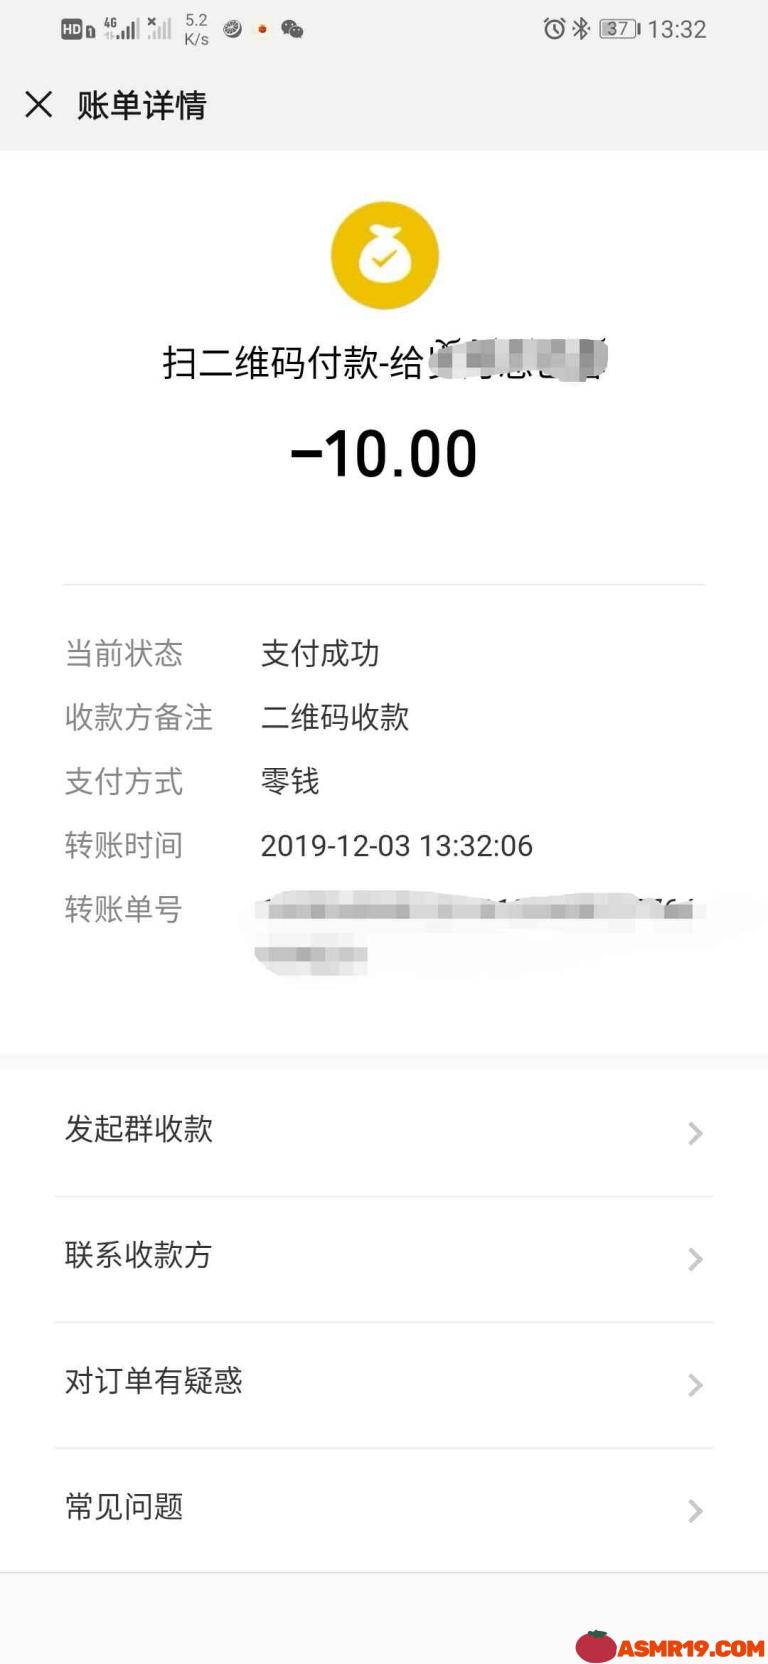 HD 1 4G 5.2 K/s 37 13:32
账单详情
扫二维码付款-给
-10.00
当前状态 支付成功
收款方备注 二维码收款
支付方式 零钱
转账时间 2019-12-03 13:32:06
转账单号
发起群收款
联系收款方
对订单有疑惑
常见问题
ASMR19.COM